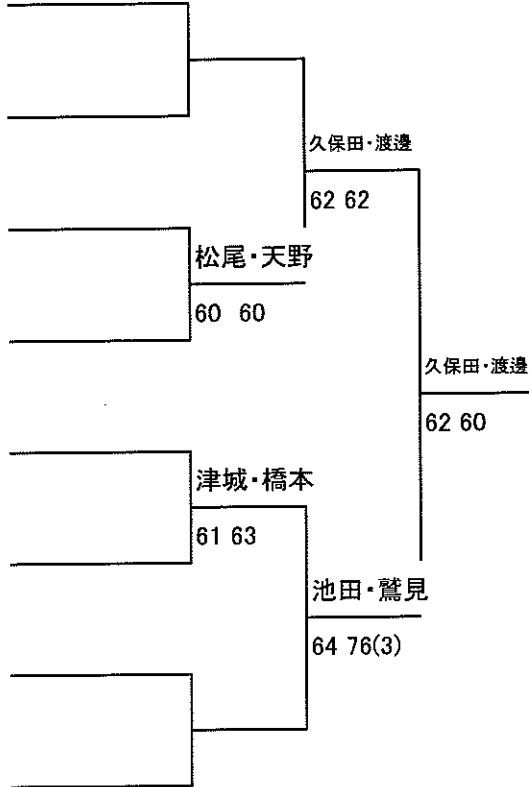 久保田・渡邊
62 62
松尾・天野
60 60
久保田・渡邊
62 60
津城・橋本
61 63
池田・鷲見
64 76(3)